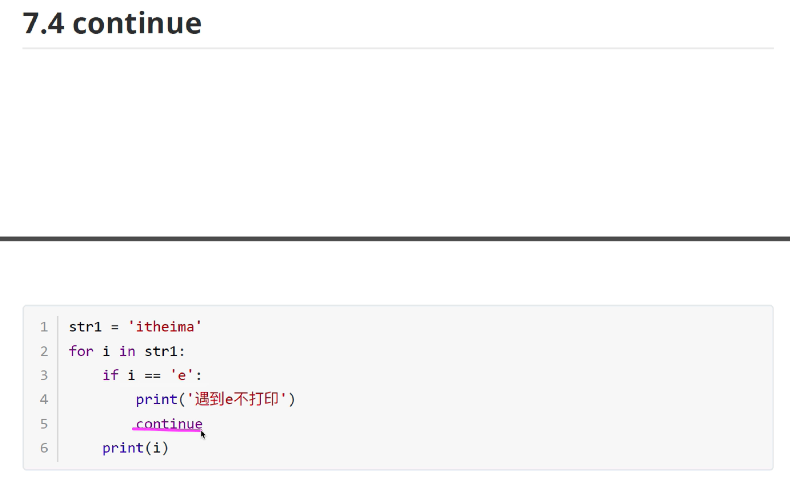 7.4 continue
1 str1 = 'itheima'
2 for i in str1:
3     if i == 'e':
4         print('遇到e不打印')
5         continue
6     print(i)